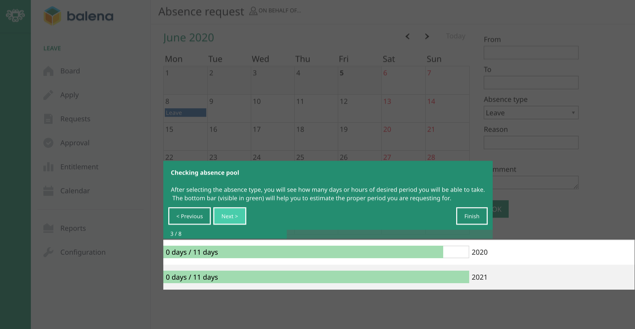 balena
Absence request
ON BEHALF OF...
LEAVE
Board
Apply
Requests
Approval
Entitlement
Calendar
Reports
Configuration
June 2020
Today
Mon Tue Wed Thu Fri Sat Sun
1 2 3 4 5 6 7
8 9 10 11 12 13 14
15 16 17 18 19 20 21
22 23 24 25 26 27 28
From
To
Absence type
Leave
Reason
Checking absence pool
After selecting the absence type, you will see how many days or hours of desired period you will be able to take.
The bottom bar (visible in green) will help you to estimate the proper period you are requesting for.
< Previous
Next >
Finish
3 / 8
0 days / 11 days 2020
0 days / 11 days 2021